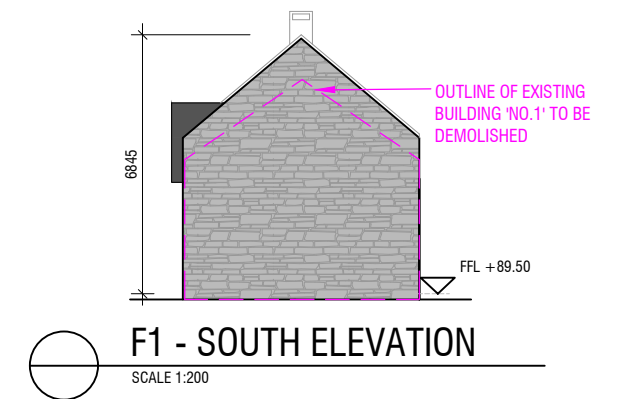 OUTLINE OF EXISTING
BUILDING 'NO.1' TO BE
DEMOLISHED
6845
FFL +89.50
F1 - SOUTH ELEVATION
SCALE 1:200